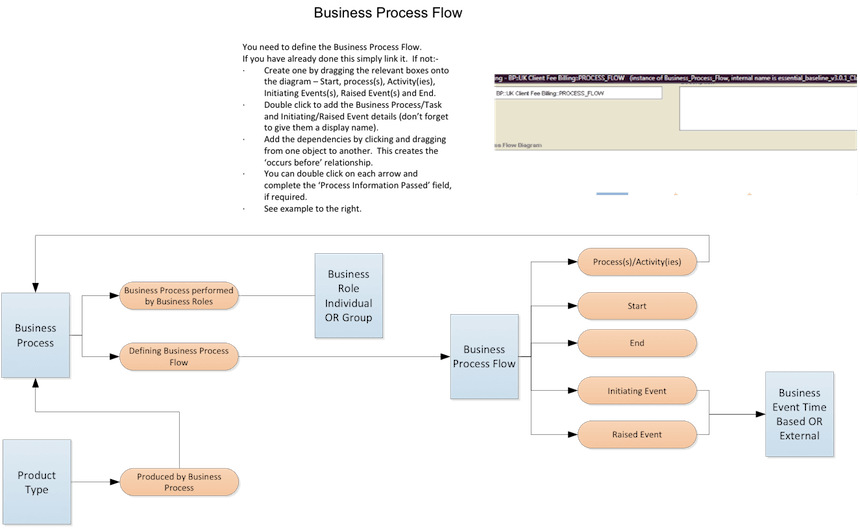 Business Process Flow
You need to define the Business Process Flow.
If you have already done this simply link it.  If not:-
· Create one by dragging the relevant boxes onto
the diagram – Start, process(s), Activity(ies),
Initiating Events(s), Raised Event(s) and End.
· Double click to add the Business Process/Task
and Initiating/Raised Event details (don't forget
to give them a display name).
· Add the dependencies by clicking and dragging
from one object to another.  This creates the
'occurs before' relationship.
· You can double click on each arrow and
complete the 'Process Information Passed' field,
if required.
· See example to the right.
ng - BP::UK Client Fee Billing::PROCESS_FLOW   (instance of Business_Process_Flow, internal name is essential_baseline_v3.0.1_Cl
BP::UK Client Fee Billing::PROCESS_FLOW
ss Flow Diagram
Process(s)/Activity(ies)
Business
Role
Individual
OR Group
Business Process performed
by Business Roles
Start
Business
Process
End
Defining Business Process
Flow
Business
Process Flow
Initiating Event
Business
Event Time
Based OR
External
Raised Event
Product
Type
Produced by Business
Process